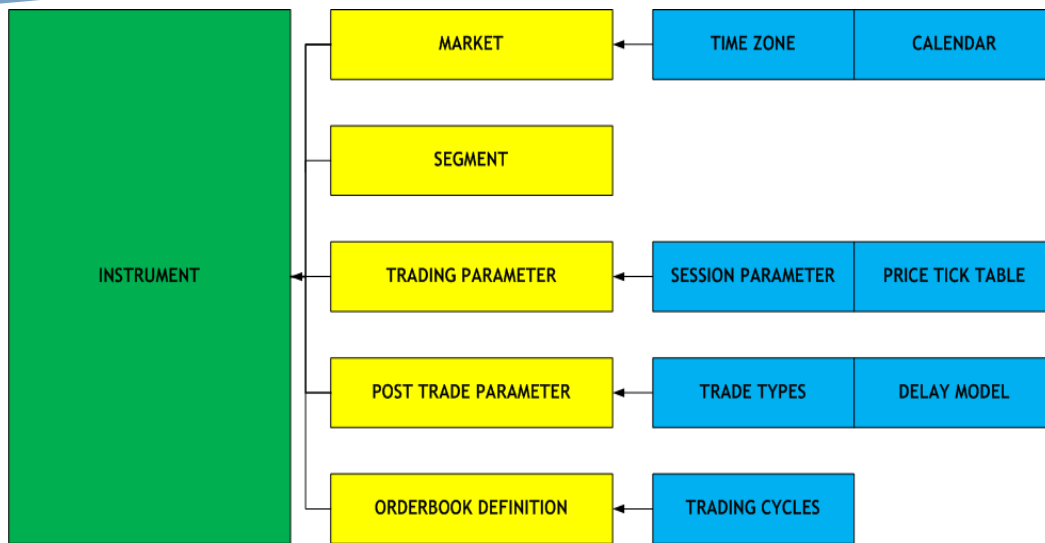 MARKET
TIME ZONE
CALENDAR
SEGMENT
INSTRUMENT
TRADING PARAMETER
SESSION PARAMETER
PRICE TICK TABLE
POST TRADE PARAMETER
TRADE TYPES
DELAY MODEL
ORDERBOOK DEFINITION
TRADING CYCLES